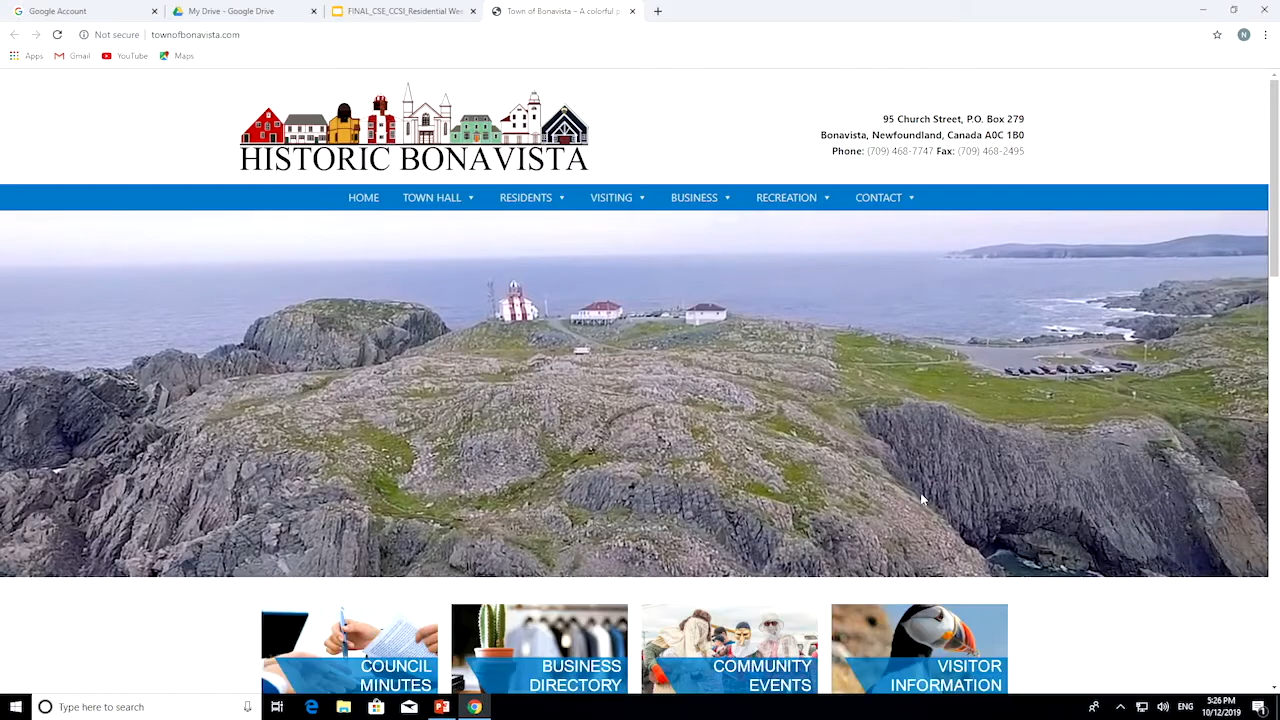 Google Account
My Drive - Google Drive
FINAL_CSE_CCSI_Residential We
Town of Bonavista – A colorful p
Not secure
townofbonavista.com
N
Apps
Gmail
YouTube
Maps
HISTORIC BONAVISTA
95 Church Street, P.O. Box 279
Bonavista, Newfoundland, Canada A0C 1B0
Phone: (709) 468-7747 Fax: (709) 468-2495
HOME TOWN HALL RESIDENTS VISITING BUSINESS RECREATION CONTACT
COUNCIL
MINUTES
BUSINESS
DIRECTORY
COMMUNITY
EVENTS
VISITOR
INFORMATION
Type here to search
ENG
5:26 PM
10/12/2019
1